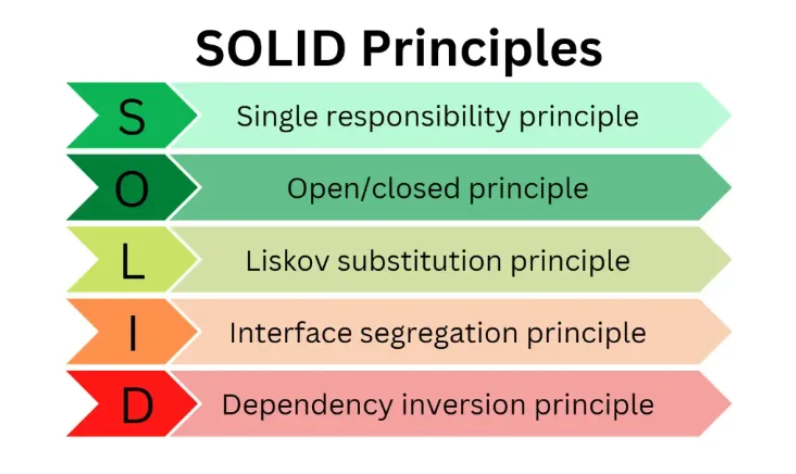 SOLID Principles
S Single responsibility principle
O Open/closed principle
L Liskov substitution principle
I Interface segregation principle
D Dependency inversion principle